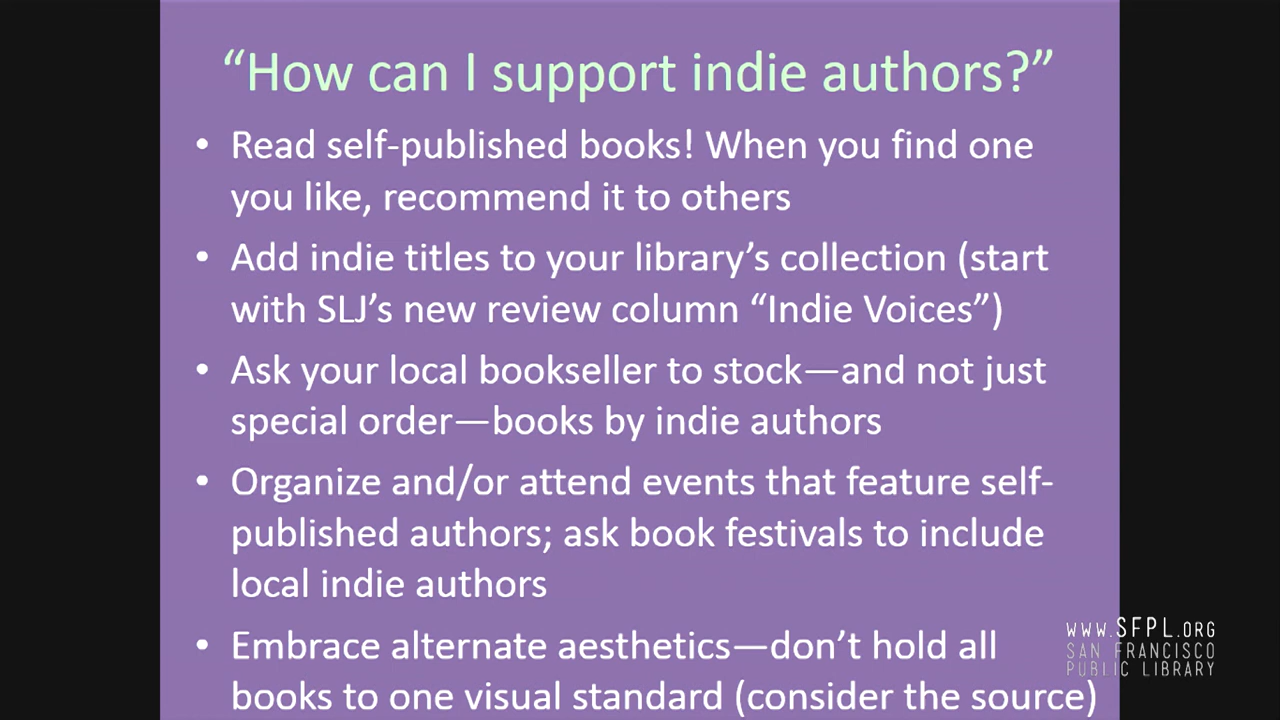 “How can I support indie authors?”
• Read self-published books! When you find one
you like, recommend it to others
• Add indie titles to your library’s collection (start
with SLJ’s new review column “Indie Voices”)
• Ask your local bookseller to stock—and not just
special order—books by indie authors
• Organize and/or attend events that feature self-
published authors; ask book festivals to include
local indie authors
• Embrace alternate aesthetics—don’t hold all
books to one visual standard (consider the source)
WWW.SFPL.ORG
SAN FRANCISCO
PUBLIC LIBRARY